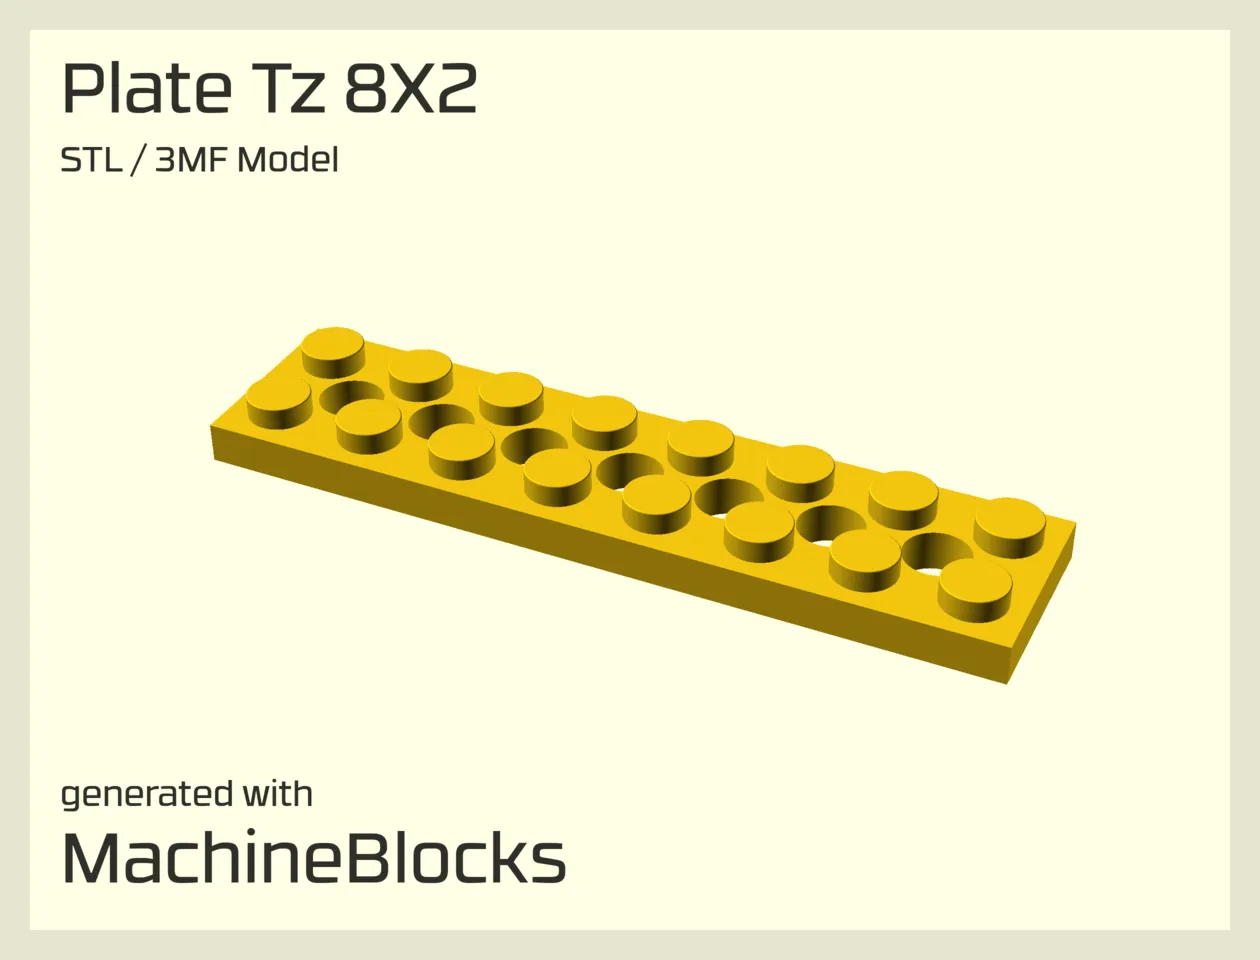 Plate Tz 8X2
STL / 3MF Model
generated with
MachineBlocks